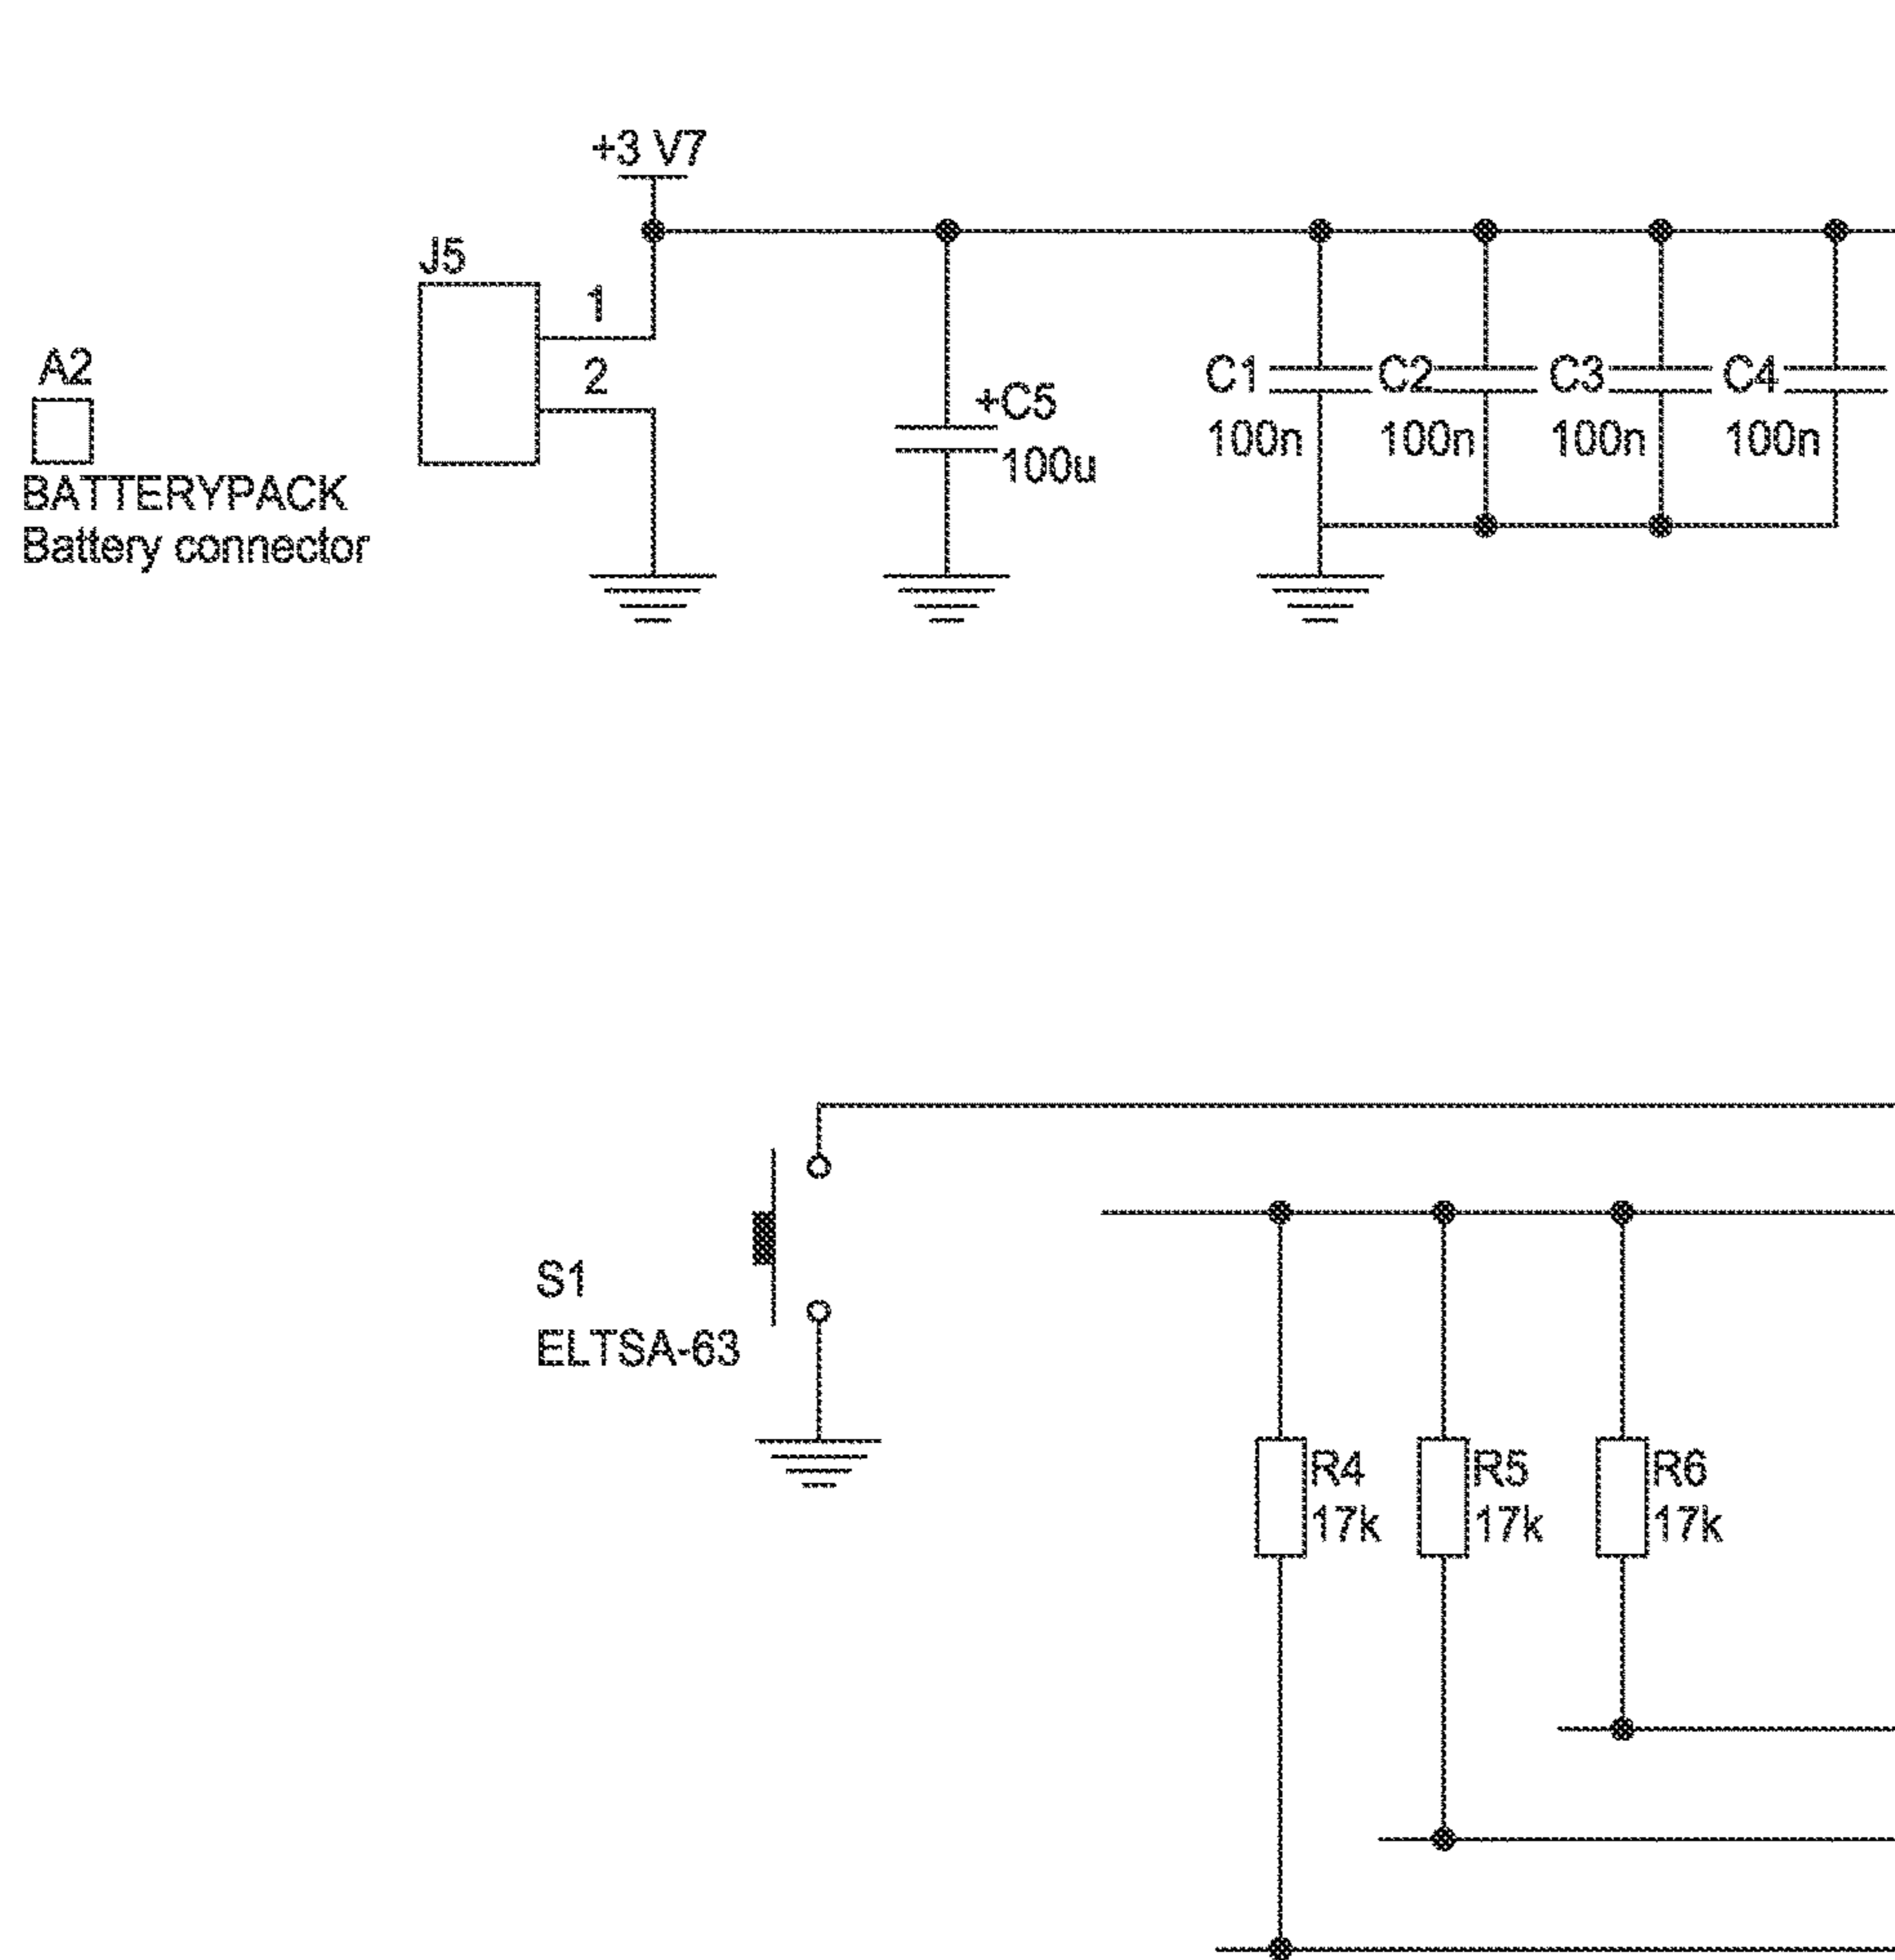 +3 V7
J5
1
2
A2
BATTERYPACK
Battery connector
+C5
100u
C1
100n
C2
100n
C3
100n
C4
100n
S1
ELTSA-63
R4
17k
R5
17k
R6
17k